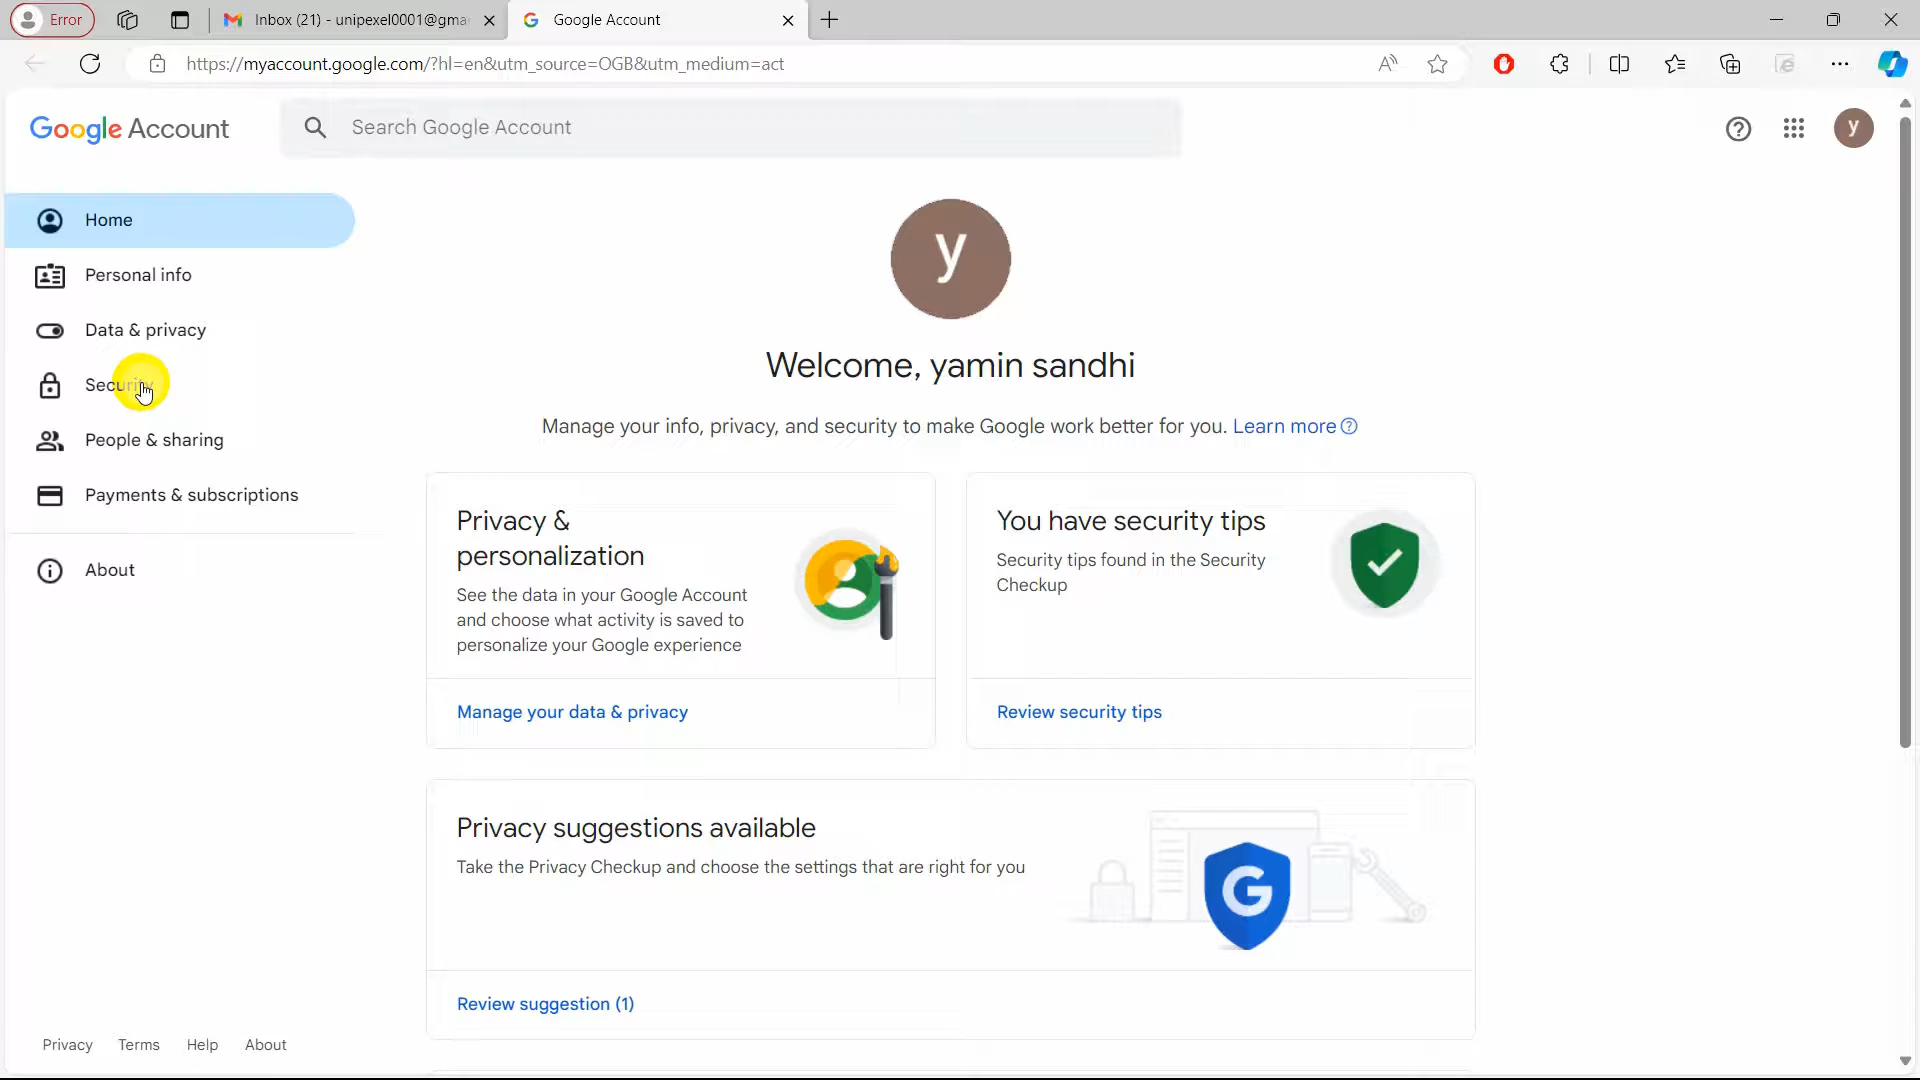 Error
Inbox (21) - unipexel0001@gma
Google Account
https://myaccount.google.com/?hl=en&utm_source=OGB&utm_medium=act
Google Account
Search Google Account
y
Home
Personal info
Data & privacy
Security
People & sharing
Payments & subscriptions
About
y
Welcome, yamin sandhi
Manage your info, privacy, and security to make Google work better for you. Learn more
Privacy &
personalization
See the data in your Google Account
and choose what activity is saved to
personalize your Google experience
Manage your data & privacy
You have security tips
Security tips found in the Security
Checkup
Review security tips
Privacy suggestions available
Take the Privacy Checkup and choose the settings that are right for you
G
Review suggestion (1)
Privacy Terms Help About